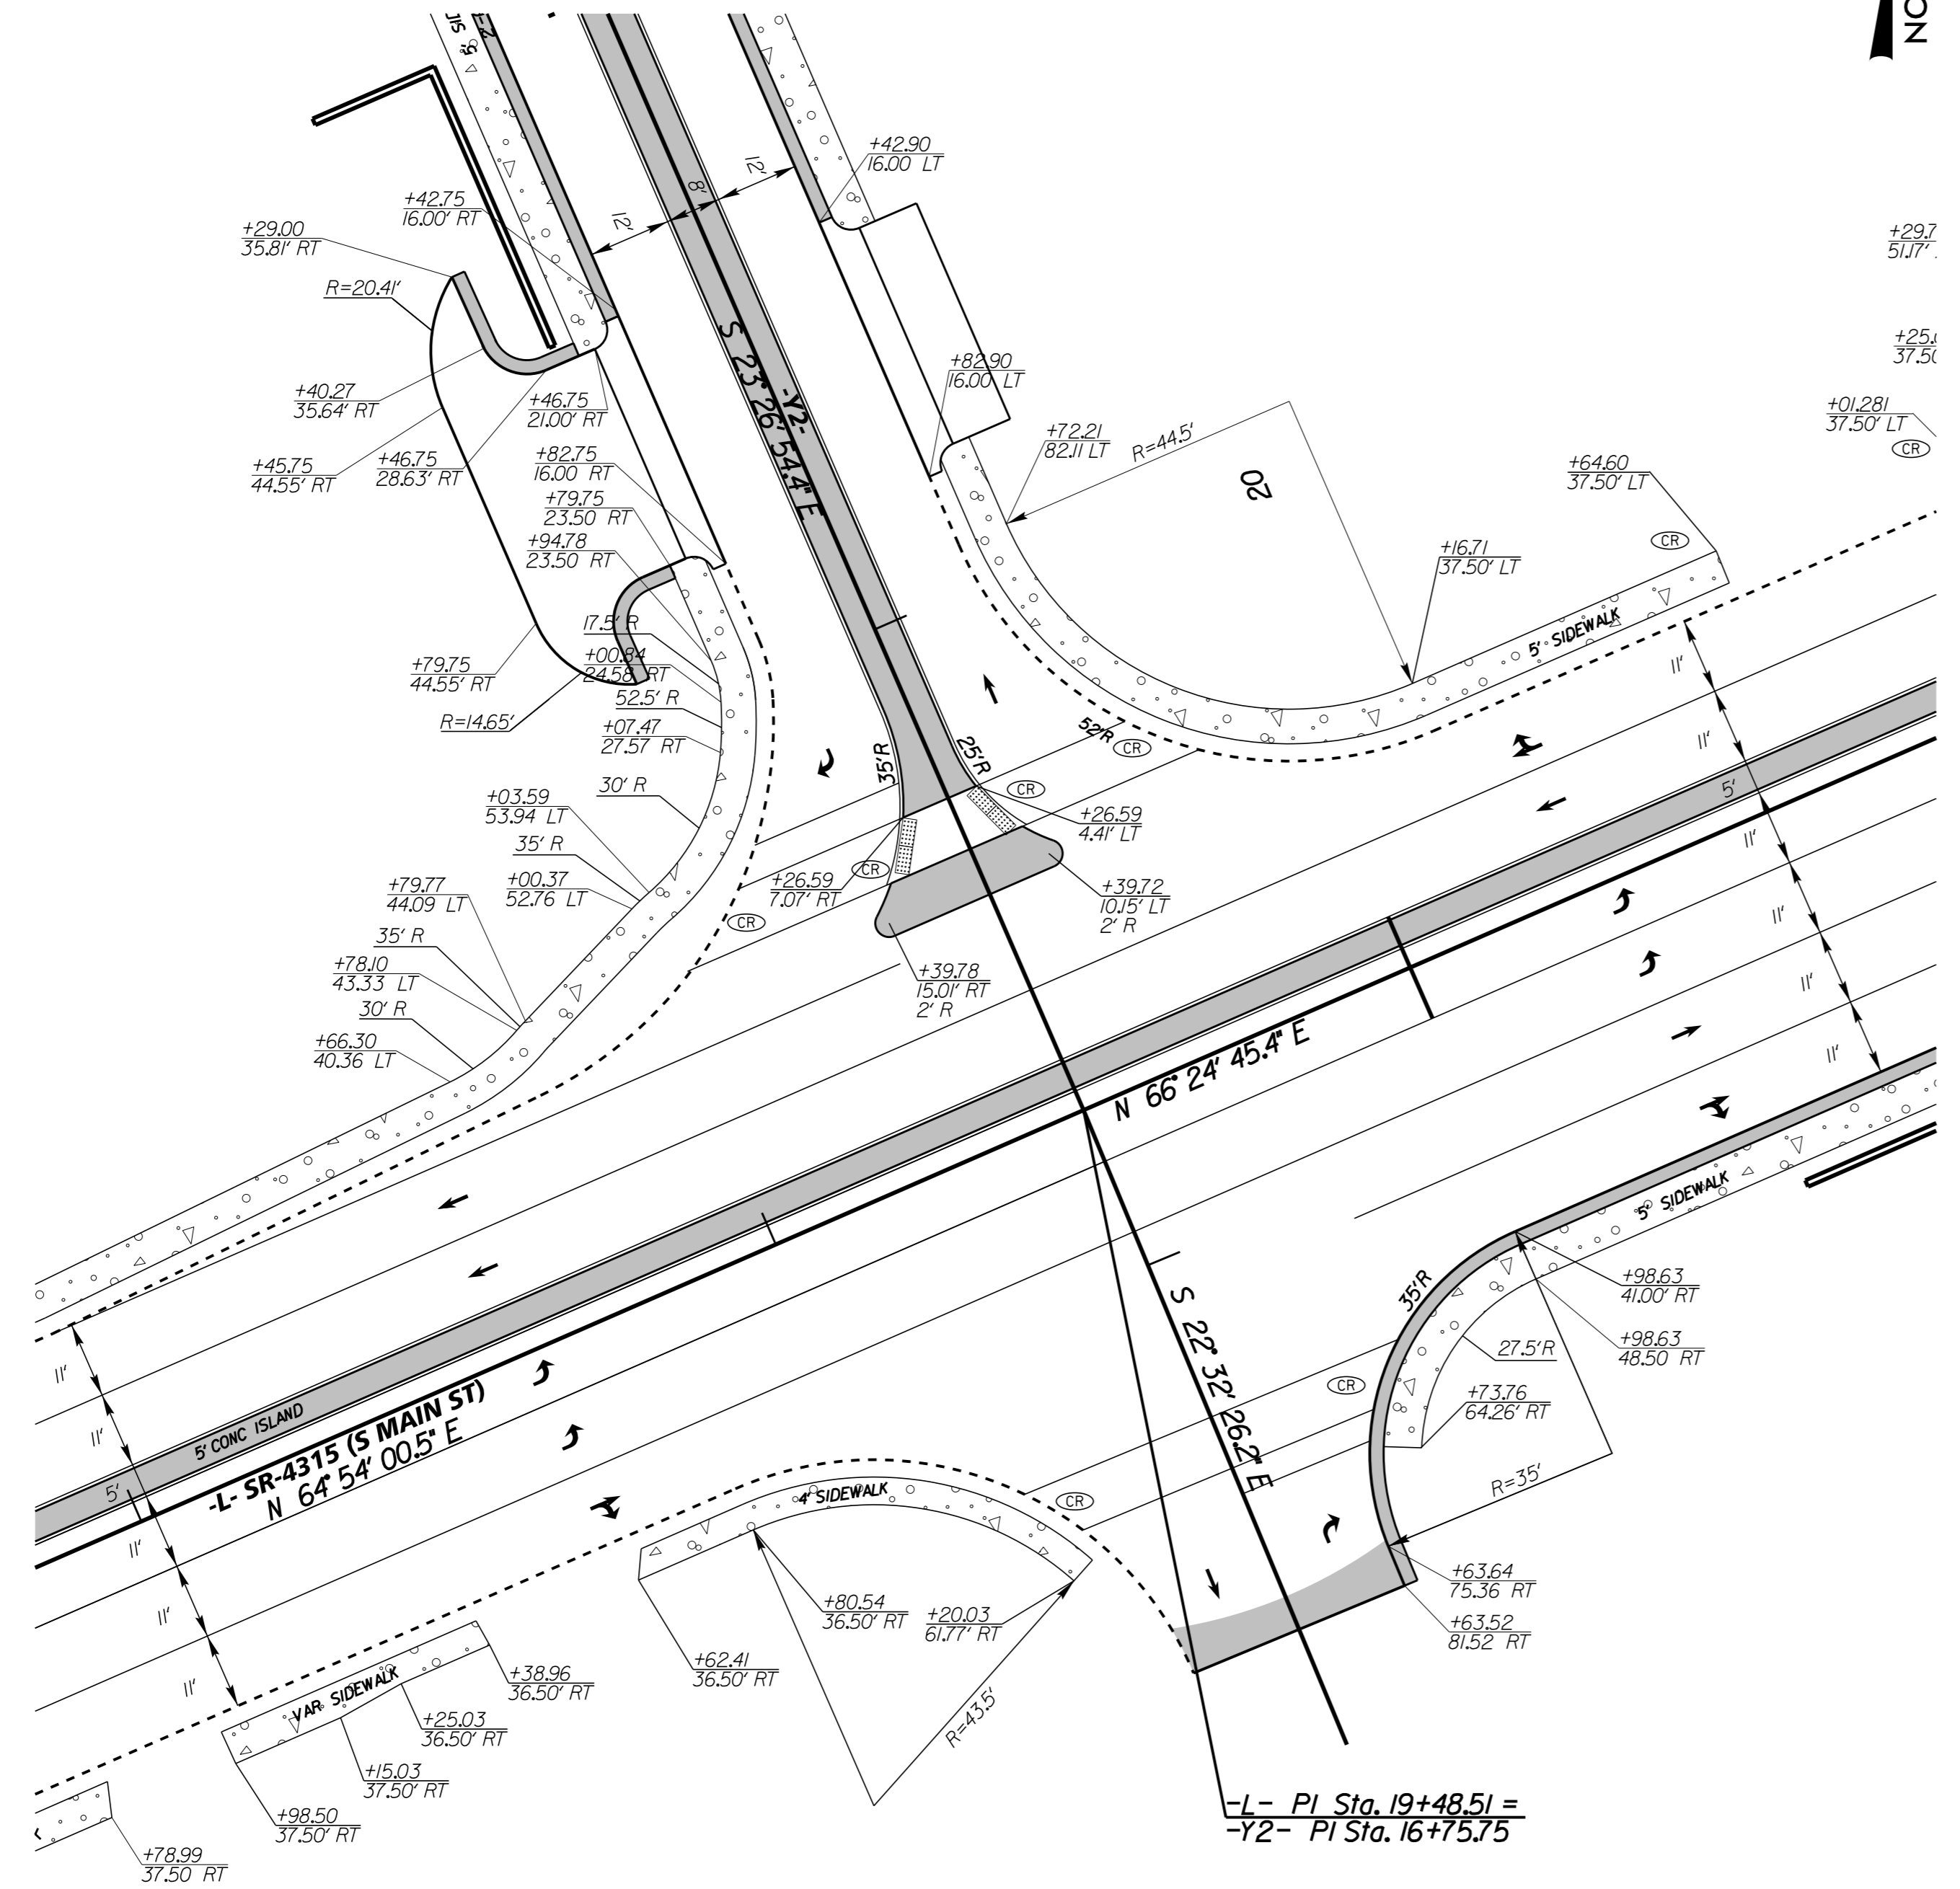 NO
5' SI
-2'
+42.90
16.00 LT
12'
8'
12'
+42.75
16.00' RT
+29.00
35.81' RT
R=20.41'
+29.7
51.17'
+25.
37.50
+40.27
35.64' RT
+46.75
21.00' RT
+45.75
44.55' RT
+46.75
28.63' RT
-Y2-
S 23° 26' 54.4" E
+82.90
16.00 LT
+72.21
82.11 LT
R=44.5'
20
+01.281
37.50' LT
CR
+64.60
37.50' LT
CR
+82.75
16.00 RT
+79.75
23.50 RT
+94.78
23.50 RT
+16.71
37.50' LT
5' SIDEWALK
17.5' R
+00.84
24.58' RT
+79.75
44.55' RT
52.5' R
R=14.65'
+07.47
27.57 RT
30' R
35'R
25'R
52'R
CR
CR
11'
11'
5'
11'
11'
11'
11'
+03.59
53.94 LT
35' R
+00.37
52.76 LT
+79.77
44.09 LT
35' R
+78.10
43.33 LT
30' R
+66.30
40.36 LT
+26.59
4.41' LT
CR
+26.59
7.07' RT
CR
+39.72
10.15' LT
2' R
+39.78
15.01' RT
2' R
N 66° 24' 45.4" E
5' SIDEWALK
+98.63
41.00' RT
+98.63
48.50 RT
35'R
27.5'R
CR
+73.76
64.26' RT
S 22° 32' 26.2" E
11'
11'
5'
5' CONC ISLAND
-L- SR-4315 (S MAIN ST)
N 64° 54' 00.5" E
11'
11'
11'
4' SIDEWALK
CR
R=35'
+63.64
75.36 RT
+63.52
81.52 RT
+80.54
36.50' RT
+20.03
61.77' RT
+62.41
36.50' RT
R=43.5'
VAR SIDEWALK
+38.96
36.50' RT
+25.03
36.50' RT
+15.03
37.50' RT
+98.50
37.50' RT
+78.99
37.50 RT
-L- PI Sta. 19+48.51 =
-Y2- PI Sta. 16+75.75